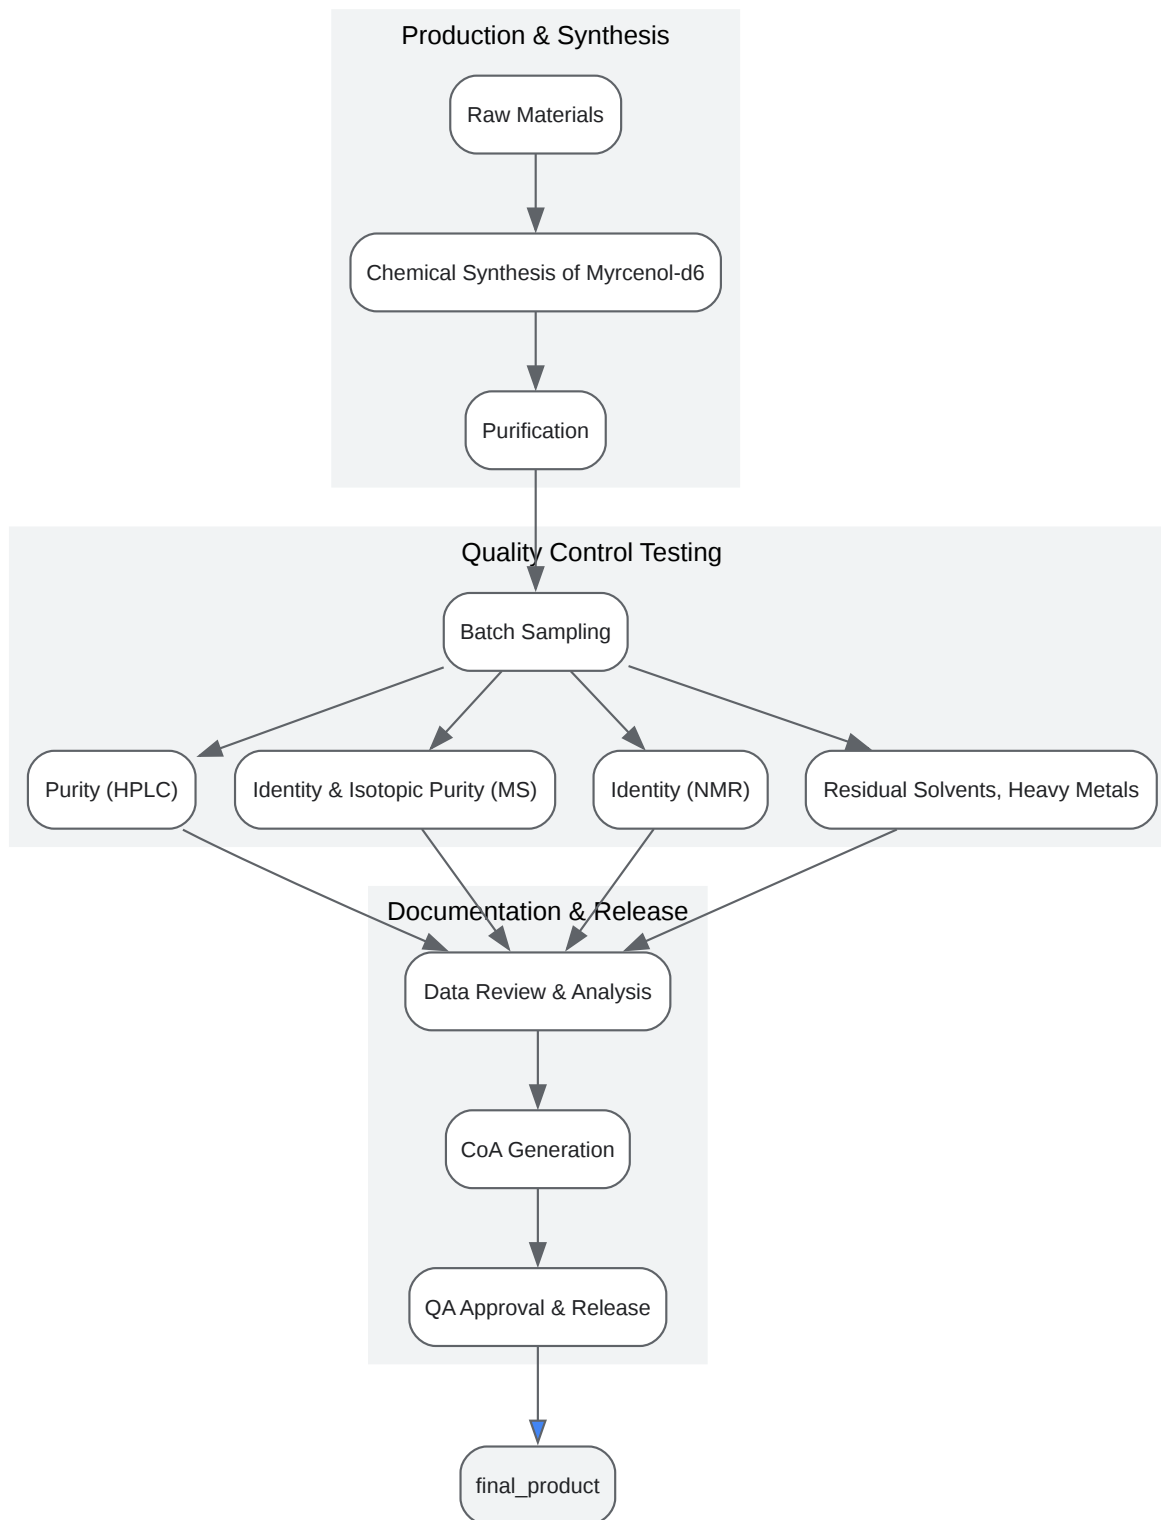 Production & Synthesis
Raw Materials
Chemical Synthesis of Myrcenol-d6
Purification
Quality Control Testing
Batch Sampling
Purity (HPLC)
Identity & Isotopic Purity (MS)
Identity (NMR)
Residual Solvents, Heavy Metals
Documentation & Release
Data Review & Analysis
CoA Generation
QA Approval & Release
final_product